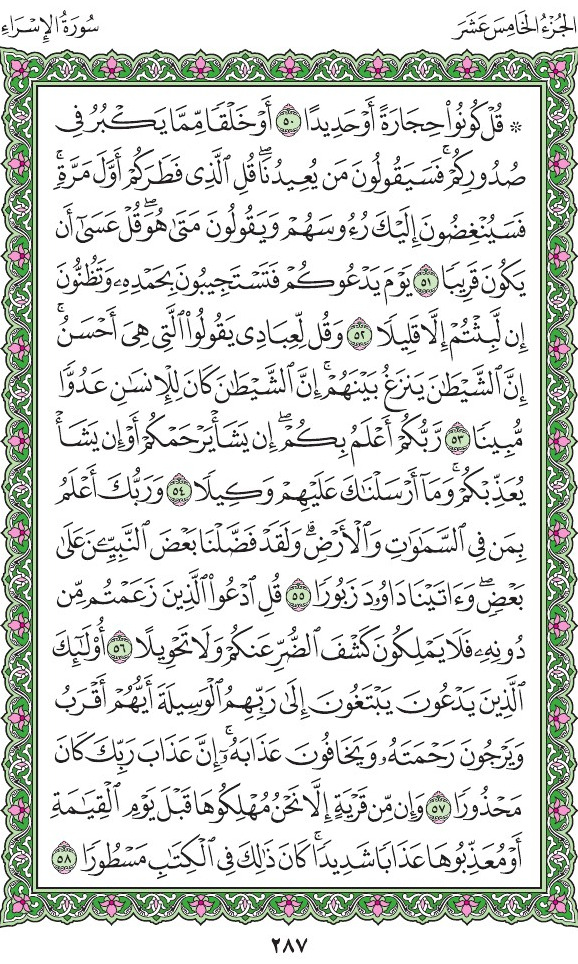 الجُزْءُ الخَامِسَ عَشَرَ
سُورَةُ الإِسْرَاءِ
۞ قُلْ كُونُوا۟ حِجَارَةً أَوْ حَدِيدًا ٥٠ أَوْ خَلْقًا مِّمَّا يَكْبُرُ فِى
صُدُورِكُمْ ۚ فَسَيَقُولُونَ مَن يُعِيدُنَا ۖ قُلِ ٱلَّذِى فَطَرَكُمْ أَوَّلَ مَرَّةٍ ۚ
فَسَيُنْغِضُونَ إِلَيْكَ رُءُوسَهُمْ وَيَقُولُونَ مَتَىٰ هُوَ ۖ قُلْ عَسَىٰٓ أَن
يَكُونَ قَرِيبًا ٥١ يَوْمَ يَدْعُوكُمْ فَتَسْتَجِيبُونَ بِحَمْدِهِۦ وَتَظُنُّونَ
إِن لَّبِثْتُمْ إِلَّا قَلِيلًا ٥٢ وَقُل لِّعِبَادِى يَقُولُوا۟ ٱلَّتِى هِىَ أَحْسَنُ ۚ
إِنَّ ٱلشَّيْطَٰنَ يَنزَغُ بَيْنَهُمْ ۚ إِنَّ ٱلشَّيْطَٰنَ كَانَ لِلْإِنسَٰنِ عَدُوًّا
مُّبِينًا ٥٣ رَّبُّكُمْ أَعْلَمُ بِكُمْ ۖ إِن يَشَأْ يَرْحَمْكُمْ أَوْ إِن يَشَأْ
يُعَذِّبْكُمْ ۚ وَمَآ أَرْسَلْنَٰكَ عَلَيْهِمْ وَكِيلًا ٥٤ وَرَبُّكَ أَعْلَمُ
بِمَن فِى ٱلسَّمَٰوَٰتِ وَٱلْأَرْضِ ۗ وَلَقَدْ فَضَّلْنَا بَعْضَ ٱلنَّبِيِّۦنَ عَلَىٰ
بَعْضٍ ۖ وَءَاتَيْنَا دَاوُۥدَ زَبُورًا ٥٥ قُلِ ٱدْعُوا۟ ٱلَّذِينَ زَعَمْتُم مِّن
دُونِهِۦ فَلَا يَمْلِكُونَ كَشْفَ ٱلضُّرِّ عَنكُمْ وَلَا تَحْوِيلًا ٥٦ أُو۟لَٰٓئِكَ
ٱلَّذِينَ يَدْعُونَ يَبْتَغُونَ إِلَىٰ رَبِّهِمُ ٱلْوَسِيلَةَ أَيُّهُمْ أَقْرَبُ
وَيَرْجُونَ رَحْمَتَهُۥ وَيَخَافُونَ عَذَابَهُۥٓ ۚ إِنَّ عَذَابَ رَبِّكَ كَانَ
مَحْذُورًا ٥٧ وَإِن مِّن قَرْيَةٍ إِلَّا نَحْنُ مُهْلِكُوهَا قَبْلَ يَوْمِ ٱلْقِيَٰمَةِ
أَوْ مُعَذِّبُوهَا عَذَابًا شَدِيدًا ۚ كَانَ ذَٰلِكَ فِى ٱلْكِتَٰبِ مَسْطُورًا ٥٨
٢٨٧